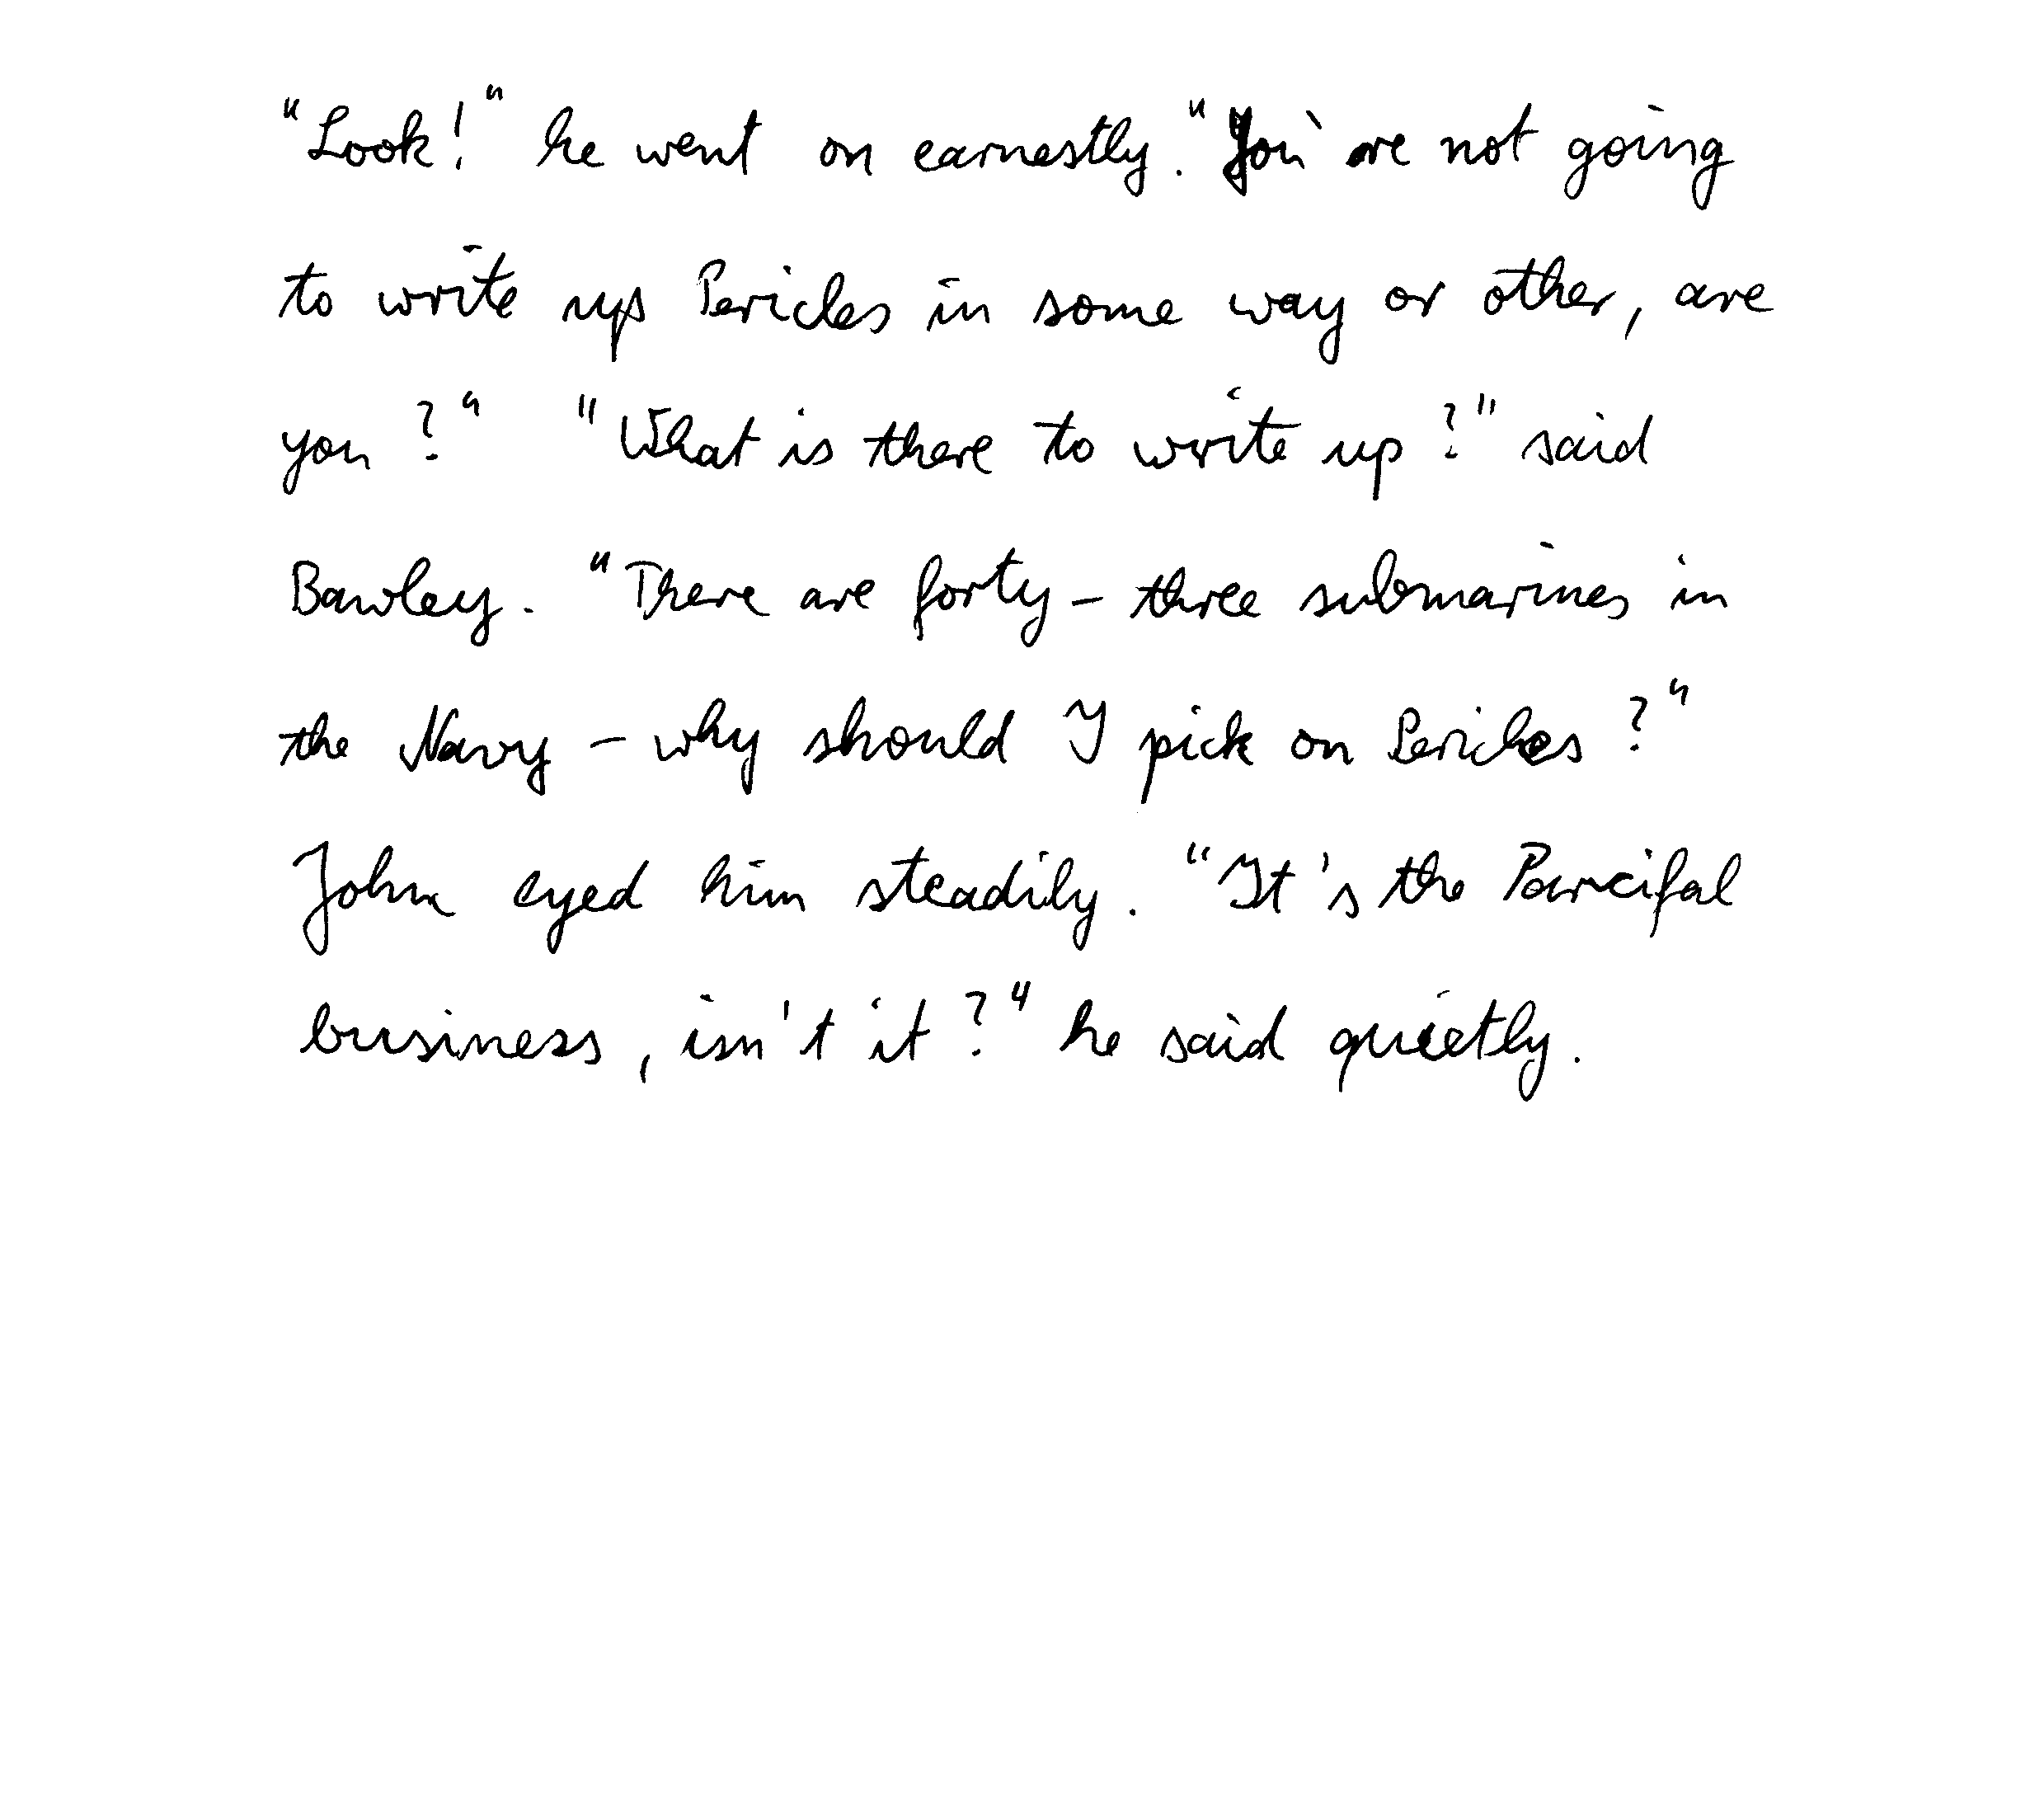 "Look!" he went on earnestly. "You're not going
to write up Pericles in some way or other, are
you?" "What is there to write up?" said
Bawley. "There are forty-three submarines in
the Navy - why should I pick on Pericles?"
John eyed him steadily. "It's the Parcifal
business, isn't it?" he said quietly.